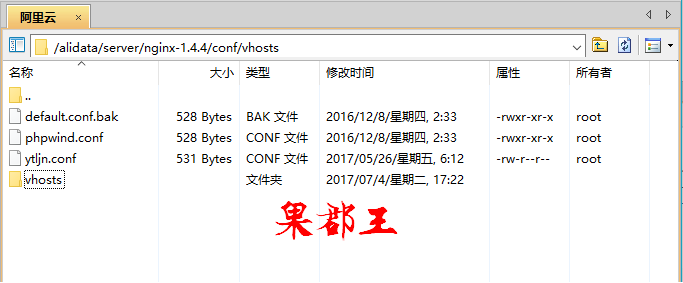 阿里云
/alidata/server/nginx-1.4.4/conf/vhosts
名称 大小 类型 修改时间 属性 所有者
..
default.conf.bak 528 Bytes BAK 文件 2016/12/8/星期四, 2:33 -rwxr-xr-x root
phpwind.conf 528 Bytes CONF 文件 2016/12/8/星期四, 2:33 -rwxr-xr-x root
ytljn.conf 531 Bytes CONF 文件 2017/05/26/星期五, 6:12 -rw-r--r-- root
vhosts 文件夹 2017/07/4/星期二, 17:22
果部王